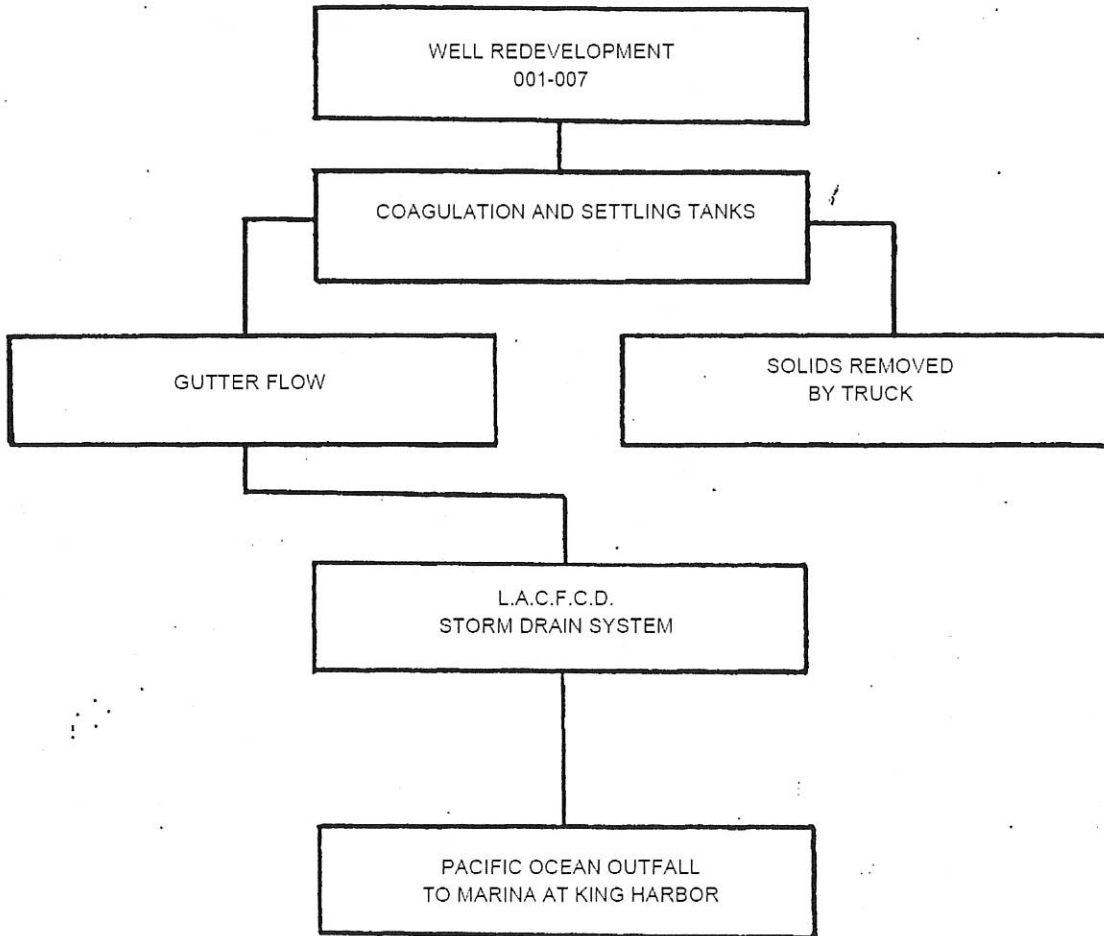 WELL REDEVELOPMENT
001-007
COAGULATION AND SETTLING TANKS
GUTTER FLOW
SOLIDS REMOVED
BY TRUCK
L.A.C.F.C.D.
STORM DRAIN SYSTEM
PACIFIC OCEAN OUTFALL
TO MARINA AT KING HARBOR